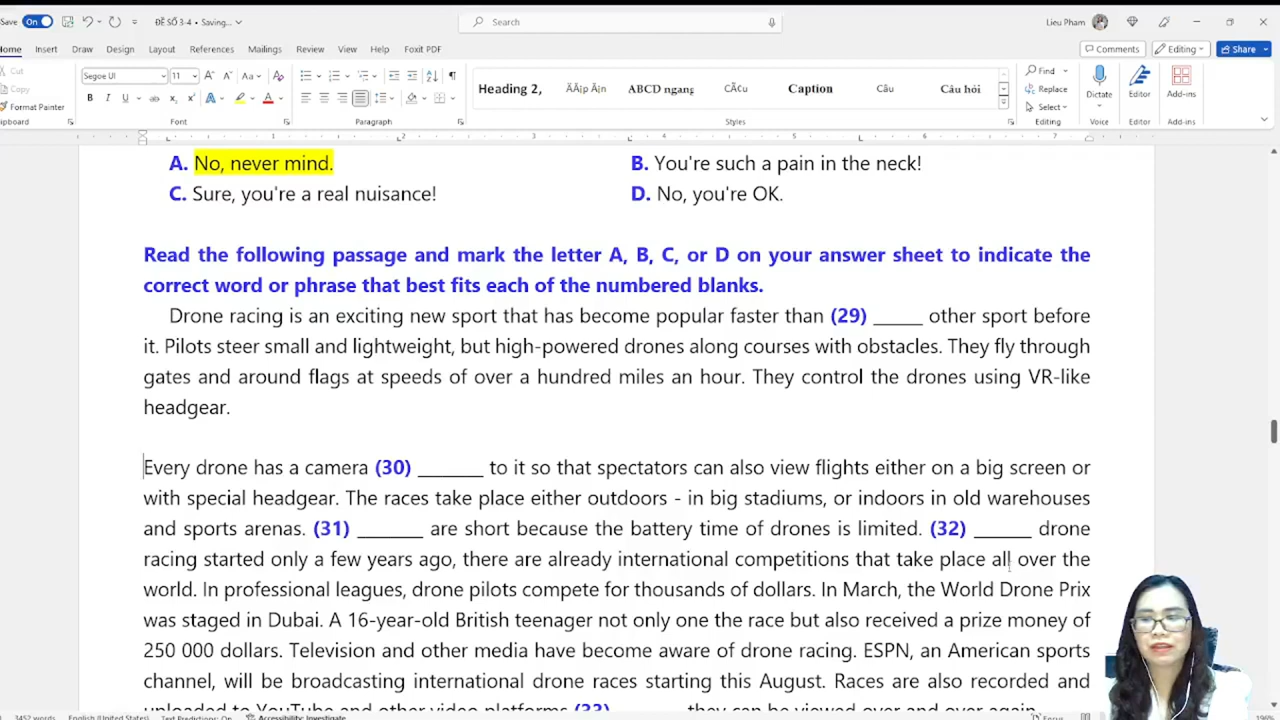 Save On ĐỀ SỐ 3-4 - Saving... Search Lieu Pham
Home Insert Draw Design Layout References Mailings Review View Help Foxit PDF Comments Editing Share
Cut
Copy
Format Painter
Clipboard
Segoe UI 11
Font
Paragraph
Heading 2, ABCD ngang Caption Câu Câu hỏi
Styles
Find
Replace
Select
Editing
Dictate
Voice
Editor
Editor
Add-ins
Add-ins
A. No, never mind. B. You're such a pain in the neck!
C. Sure, you're a real nuisance! D. No, you're OK.
Read the following passage and mark the letter A, B, C, or D on your answer sheet to indicate the
correct word or phrase that best fits each of the numbered blanks.
Drone racing is an exciting new sport that has become popular faster than (29) _____ other sport before
it. Pilots steer small and lightweight, but high-powered drones along courses with obstacles. They fly through
gates and around flags at speeds of over a hundred miles an hour. They control the drones using VR-like
headgear.
Every drone has a camera (30) _______ to it so that spectators can also view flights either on a big screen or
with special headgear. The races take place either outdoors - in big stadiums, or indoors in old warehouses
and sports arenas. (31) _______ are short because the battery time of drones is limited. (32) ______ drone
racing started only a few years ago, there are already international competitions that take place all over the
world. In professional leagues, drone pilots compete for thousands of dollars. In March, the World Drone Prix
was staged in Dubai. A 16-year-old British teenager not only one the race but also received a prize money of
250 000 dollars. Television and other media have become aware of drone racing. ESPN, an American sports
channel, will be broadcasting international drone races starting this August. Races are also recorded and
uploaded to YouTube and other video platforms (33) _______ they can be viewed over and over again.
3452 words English (United States) Text Predictions: On Accessibility: Investigate Focus 196%